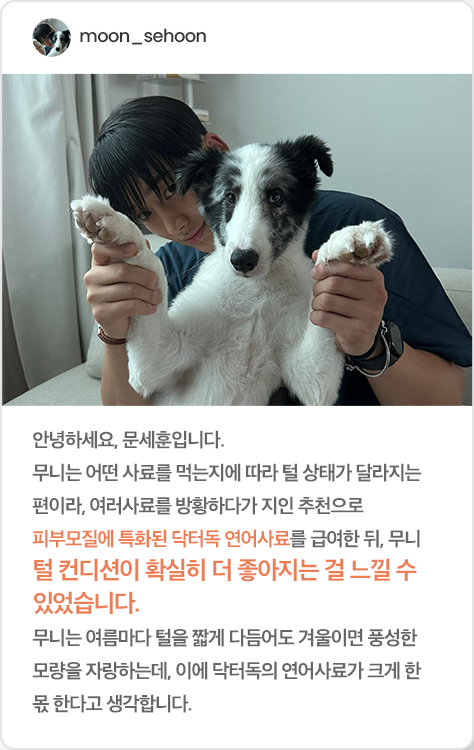 moon_sehoon
안녕하세요, 문세훈입니다.
무니는 어떤 사료를 먹는지에 따라 털 상태가 달라지는
편이라, 여러사료를 방황하다가 지인 추천으로
피부모질에 특화된 닥터독 연어사료를 급여한 뒤, 무니
털 컨디션이 확실히 더 좋아지는 걸 느낄 수
있었습니다.
무니는 여름마다 털을 짧게 다듬어도 겨울이면 풍성한
모량을 자랑하는데, 이에 닥터독의 연어사료가 크게 한
몫 한다고 생각합니다.